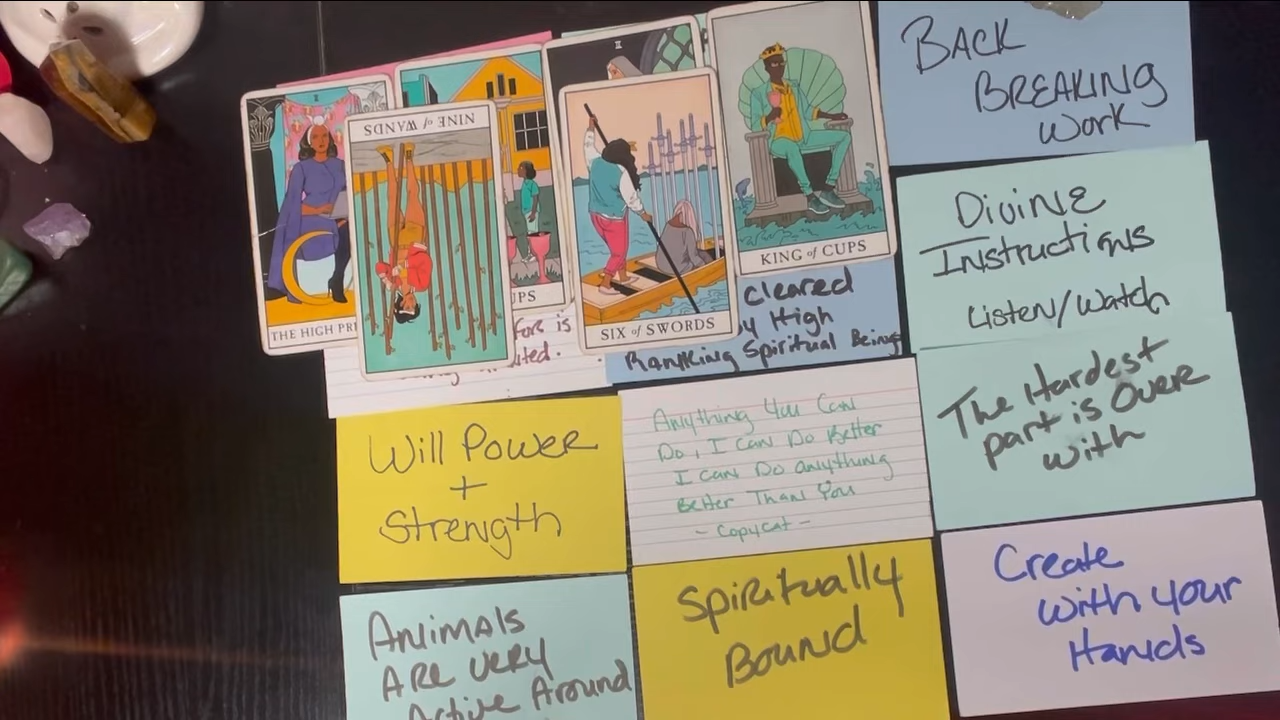 THE HIGH PRI
NINE of WANDS
UPS
II
SIX of SWORDS
KING of CUPS
BACK
BREAKING
WORK
Divine
Instructions
Listen/Watch
The Hardest
part is Over
with
Create
with your
Hands
is
cleared
High
Ranking Spiritual Beings
Will Power
+
Strength
Anything You Can
Do, I Can Do Better
I Can Do anything
Better Than You
- Copycat -
Spiritually
Bound
Animals
Are very
Active Around